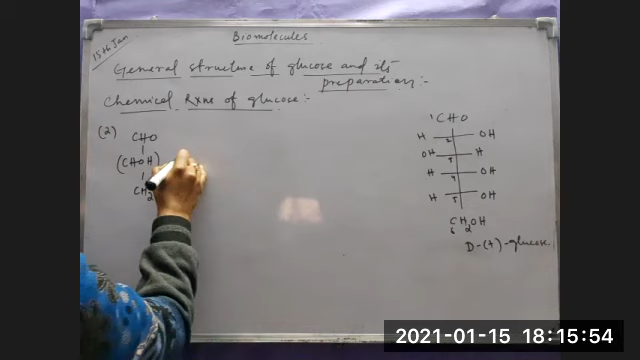 15th Jan
Biomolecules
General structure of glucose and its
preparation:-
Chemical Rxns of glucose:-
(2) CHO
(CHOH)
CH2
1CHO
H 2 OH
OH 3 H
H 4 OH
H 5 OH
CH2OH
6
D-(+)-glucose.
2021-01-15 18:15:54